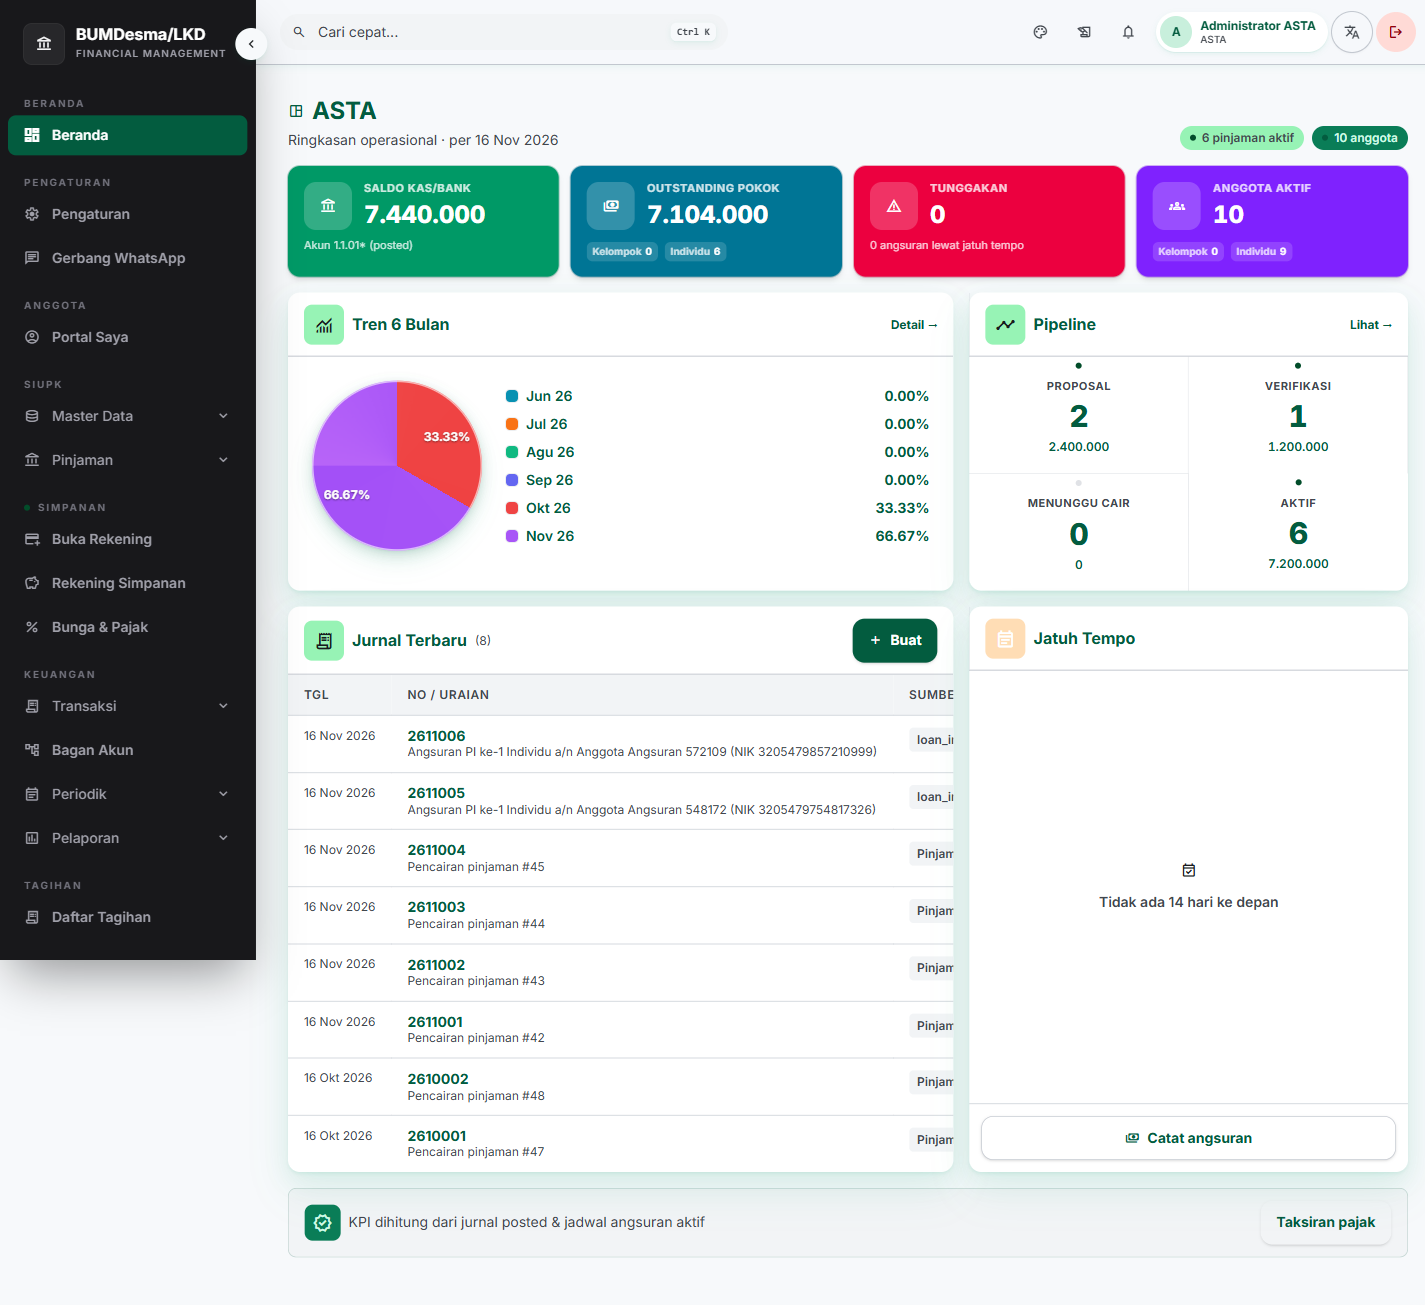 BUMDesma/LKD
FINANCIAL MANAGEMENT
BERANDA
Beranda
PENGATURAN
Pengaturan
Gerbang WhatsApp
ANGGOTA
Portal Saya
SIUPK
Master Data
Pinjaman
SIMPANAN
Buka Rekening
Rekening Simpanan
Bunga & Pajak
KEUANGAN
Transaksi
Bagan Akun
Periodik
Pelaporan
TAGIHAN
Daftar Tagihan
Cari cepat...
Ctrl K
A
Administrator ASTA
ASTA
ASTA
Ringkasan operasional · per 16 Nov 2026
6 pinjaman aktif
10 anggota
SALDO KAS/BANK
7.440.000
Akun 1.1.01* (posted)
OUTSTANDING POKOK
7.104.000
Kelompok 0 Individu 6
TUNGGAKAN
0
0 angsuran lewat jatuh tempo
ANGGOTA AKTIF
10
Kelompok 0 Individu 9
Tren 6 Bulan
Detail →
33.33%
66.67%
Jun 26 0.00%
Jul 26 0.00%
Agu 26 0.00%
Sep 26 0.00%
Okt 26 33.33%
Nov 26 66.67%
Pipeline
Lihat →
PROPOSAL
2
2.400.000
VERIFIKASI
1
1.200.000
MENUNGGU CAIR
0
0
AKTIF
6
7.200.000
Jurnal Terbaru (8)
+ Buat
TGL NO / URAIAN SUMBE
16 Nov 2026 2611006 loan_i
Angsuran PI ke-1 Individu a/n Anggota Angsuran 572109 (NIK 3205479857210999)
16 Nov 2026 2611005 loan_i
Angsuran PI ke-1 Individu a/n Anggota Angsuran 548172 (NIK 3205479754817326)
16 Nov 2026 2611004 Pinjam
Pencairan pinjaman #45
16 Nov 2026 2611003 Pinjam
Pencairan pinjaman #44
16 Nov 2026 2611002 Pinjam
Pencairan pinjaman #43
16 Nov 2026 2611001 Pinjam
Pencairan pinjaman #42
16 Okt 2026 2610002 Pinjam
Pencairan pinjaman #48
16 Okt 2026 2610001 Pinjam
Pencairan pinjaman #47
Jatuh Tempo
Tidak ada 14 hari ke depan
Catat angsuran
KPI dihitung dari jurnal posted & jadwal angsuran aktif
Taksiran pajak